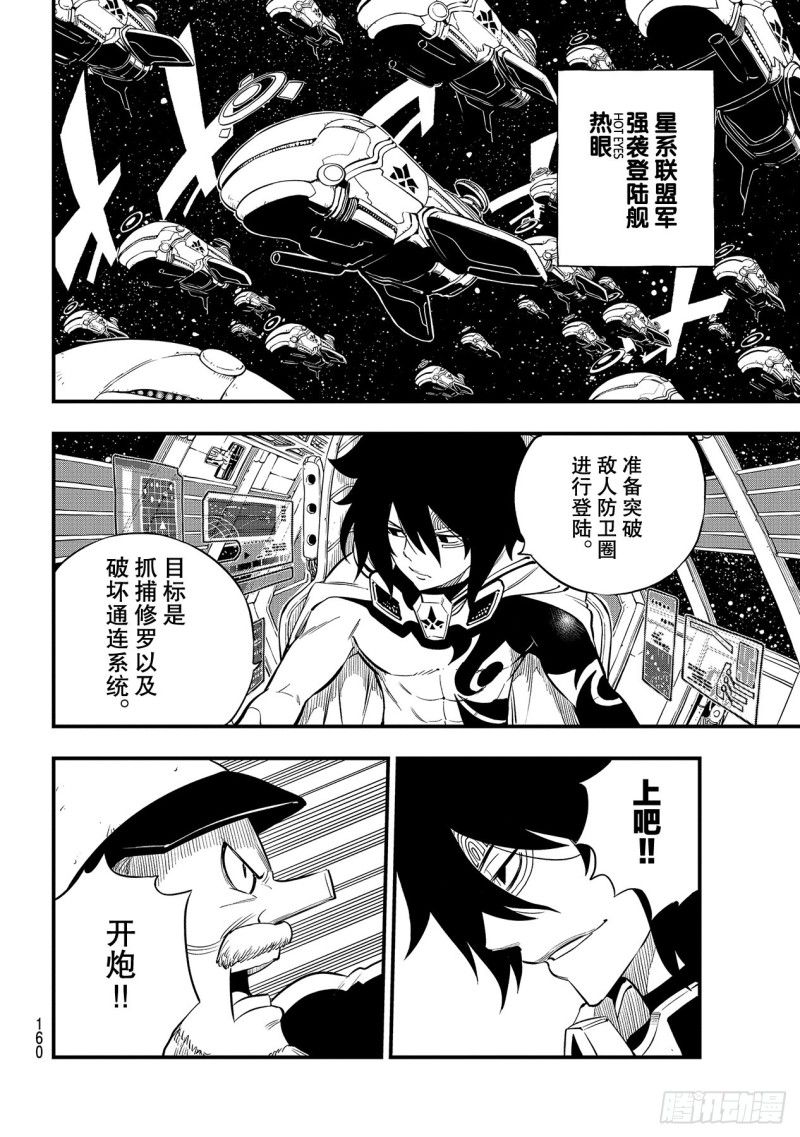 星系联盟军
强袭登陆舰
HOT EYES
热眼
准备突破
敌人防卫圈
进行登陆。
目标是
抓捕修罗以及
破坏通连系统。
上吧!!
开炮!!
160
腾讯动漫